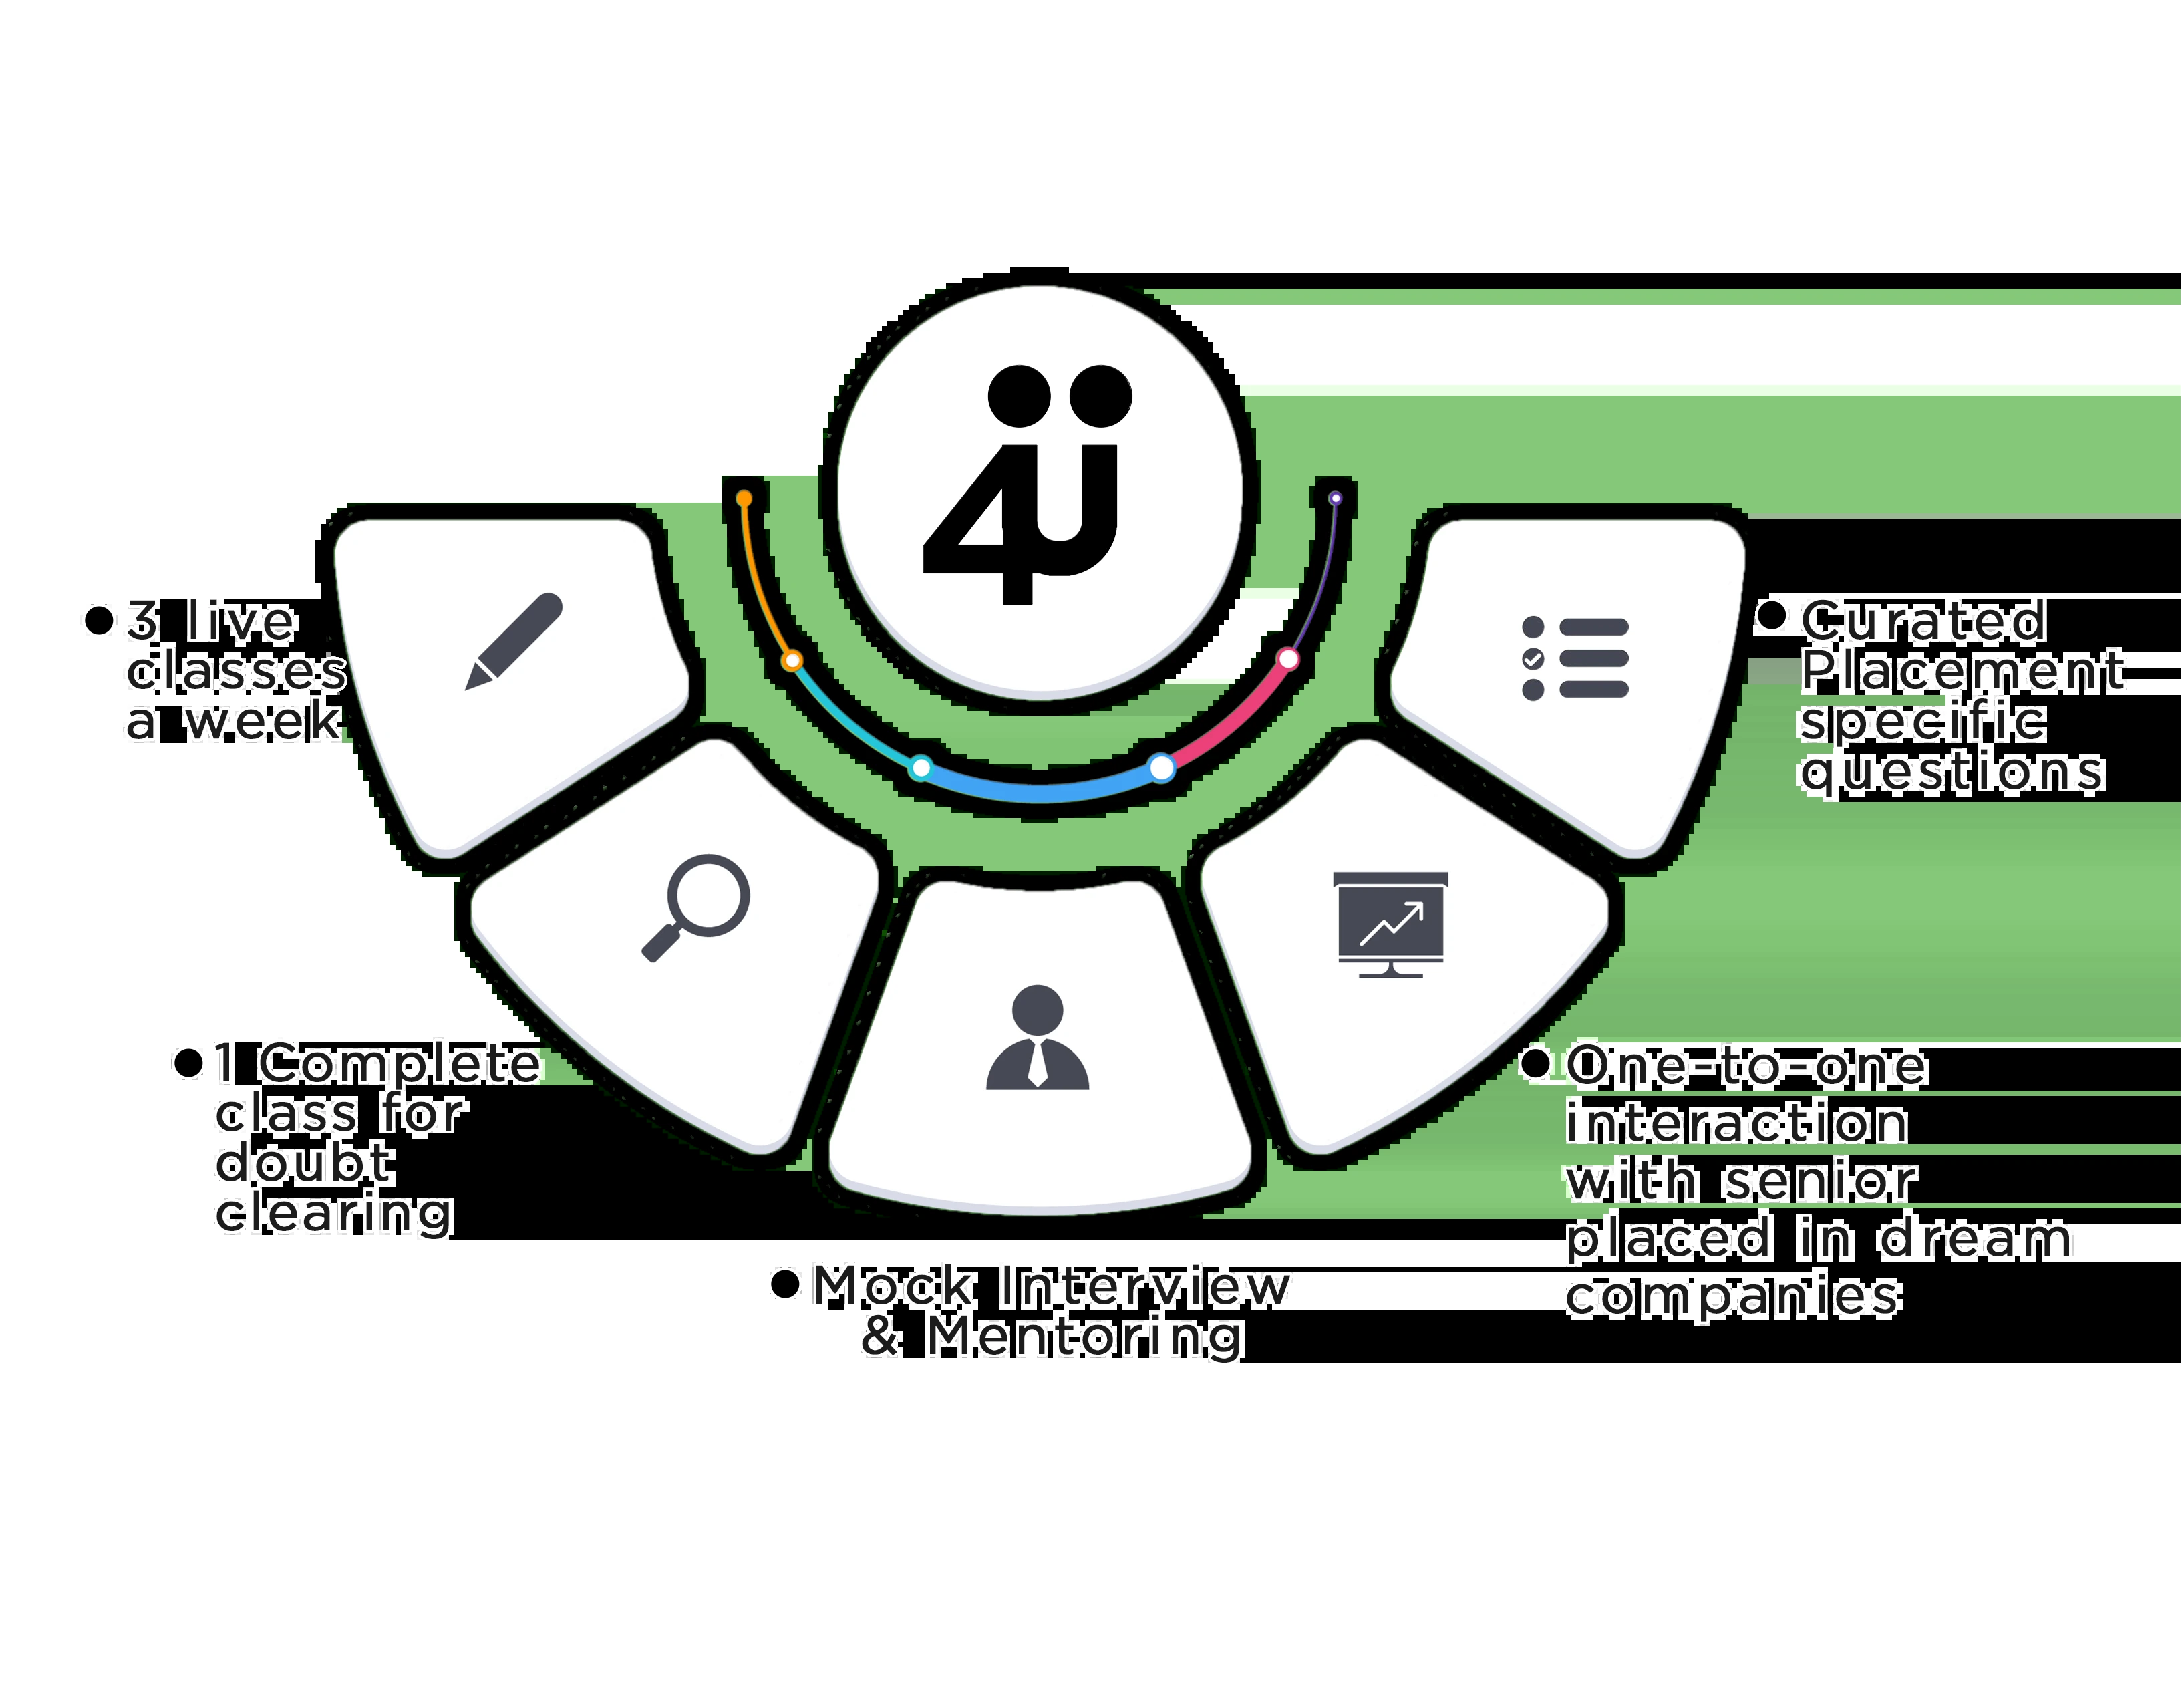 4ü
3 live
classes
a week
Curated
Placement
specific
questions
1 Complete
class for
doubt
clearing
One-to-one
interaction
with senior
placed in dream
companies
Mock Interview
& Mentoring